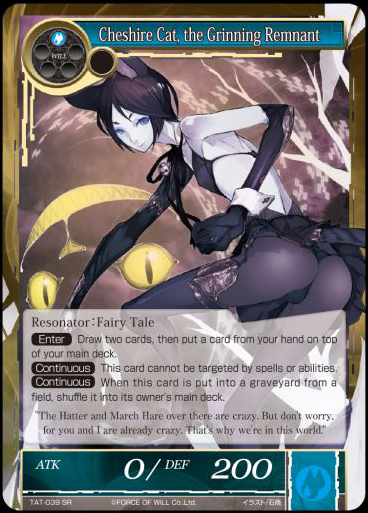 Cheshire Cat, the Grinning Remnant
WILL
Resonator：Fairy Tale
Enter Draw two cards, then put a card from your hand on top
of your main deck.
Continuous This card cannot be targeted by spells or abilities.
Continuous When this card is put into a graveyard from a
field, shuffle it into its owner's main deck.
"The Hatter and March Hare over there are crazy. But don't worry,
for you and I are already crazy. That's why we're in this world."
ATK 0 / DEF 200
TAT-039 SR ©FORCE OF WILL Co.,Ltd. イラスト/石商